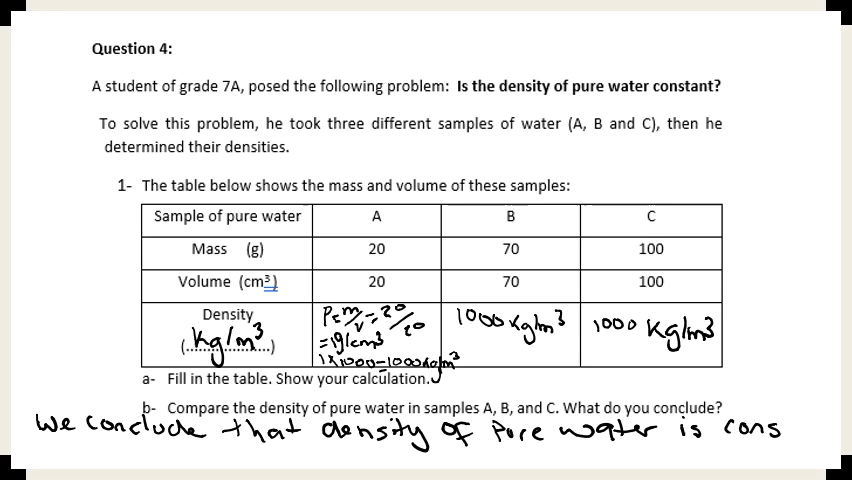 Question 4:
A student of grade 7A, posed the following problem: Is the density of pure water constant?
To solve this problem, he took three different samples of water (A, B and C), then he
determined their densities.
1- The table below shows the mass and volume of these samples:
Sample of pure water A B C
Mass (g) 20 70 100
Volume (cm³) 20 70 100
Density
(....kg/m³....)
P=m/v=20/20
=1g/cm3
1x1000=1000kg/m³
1000 kg/m³
1000 kg/m3
a- Fill in the table. Show your calculation.
b- Compare the density of pure water in samples A, B, and C. What do you conclude?
We conclude that density of Pure water is cons